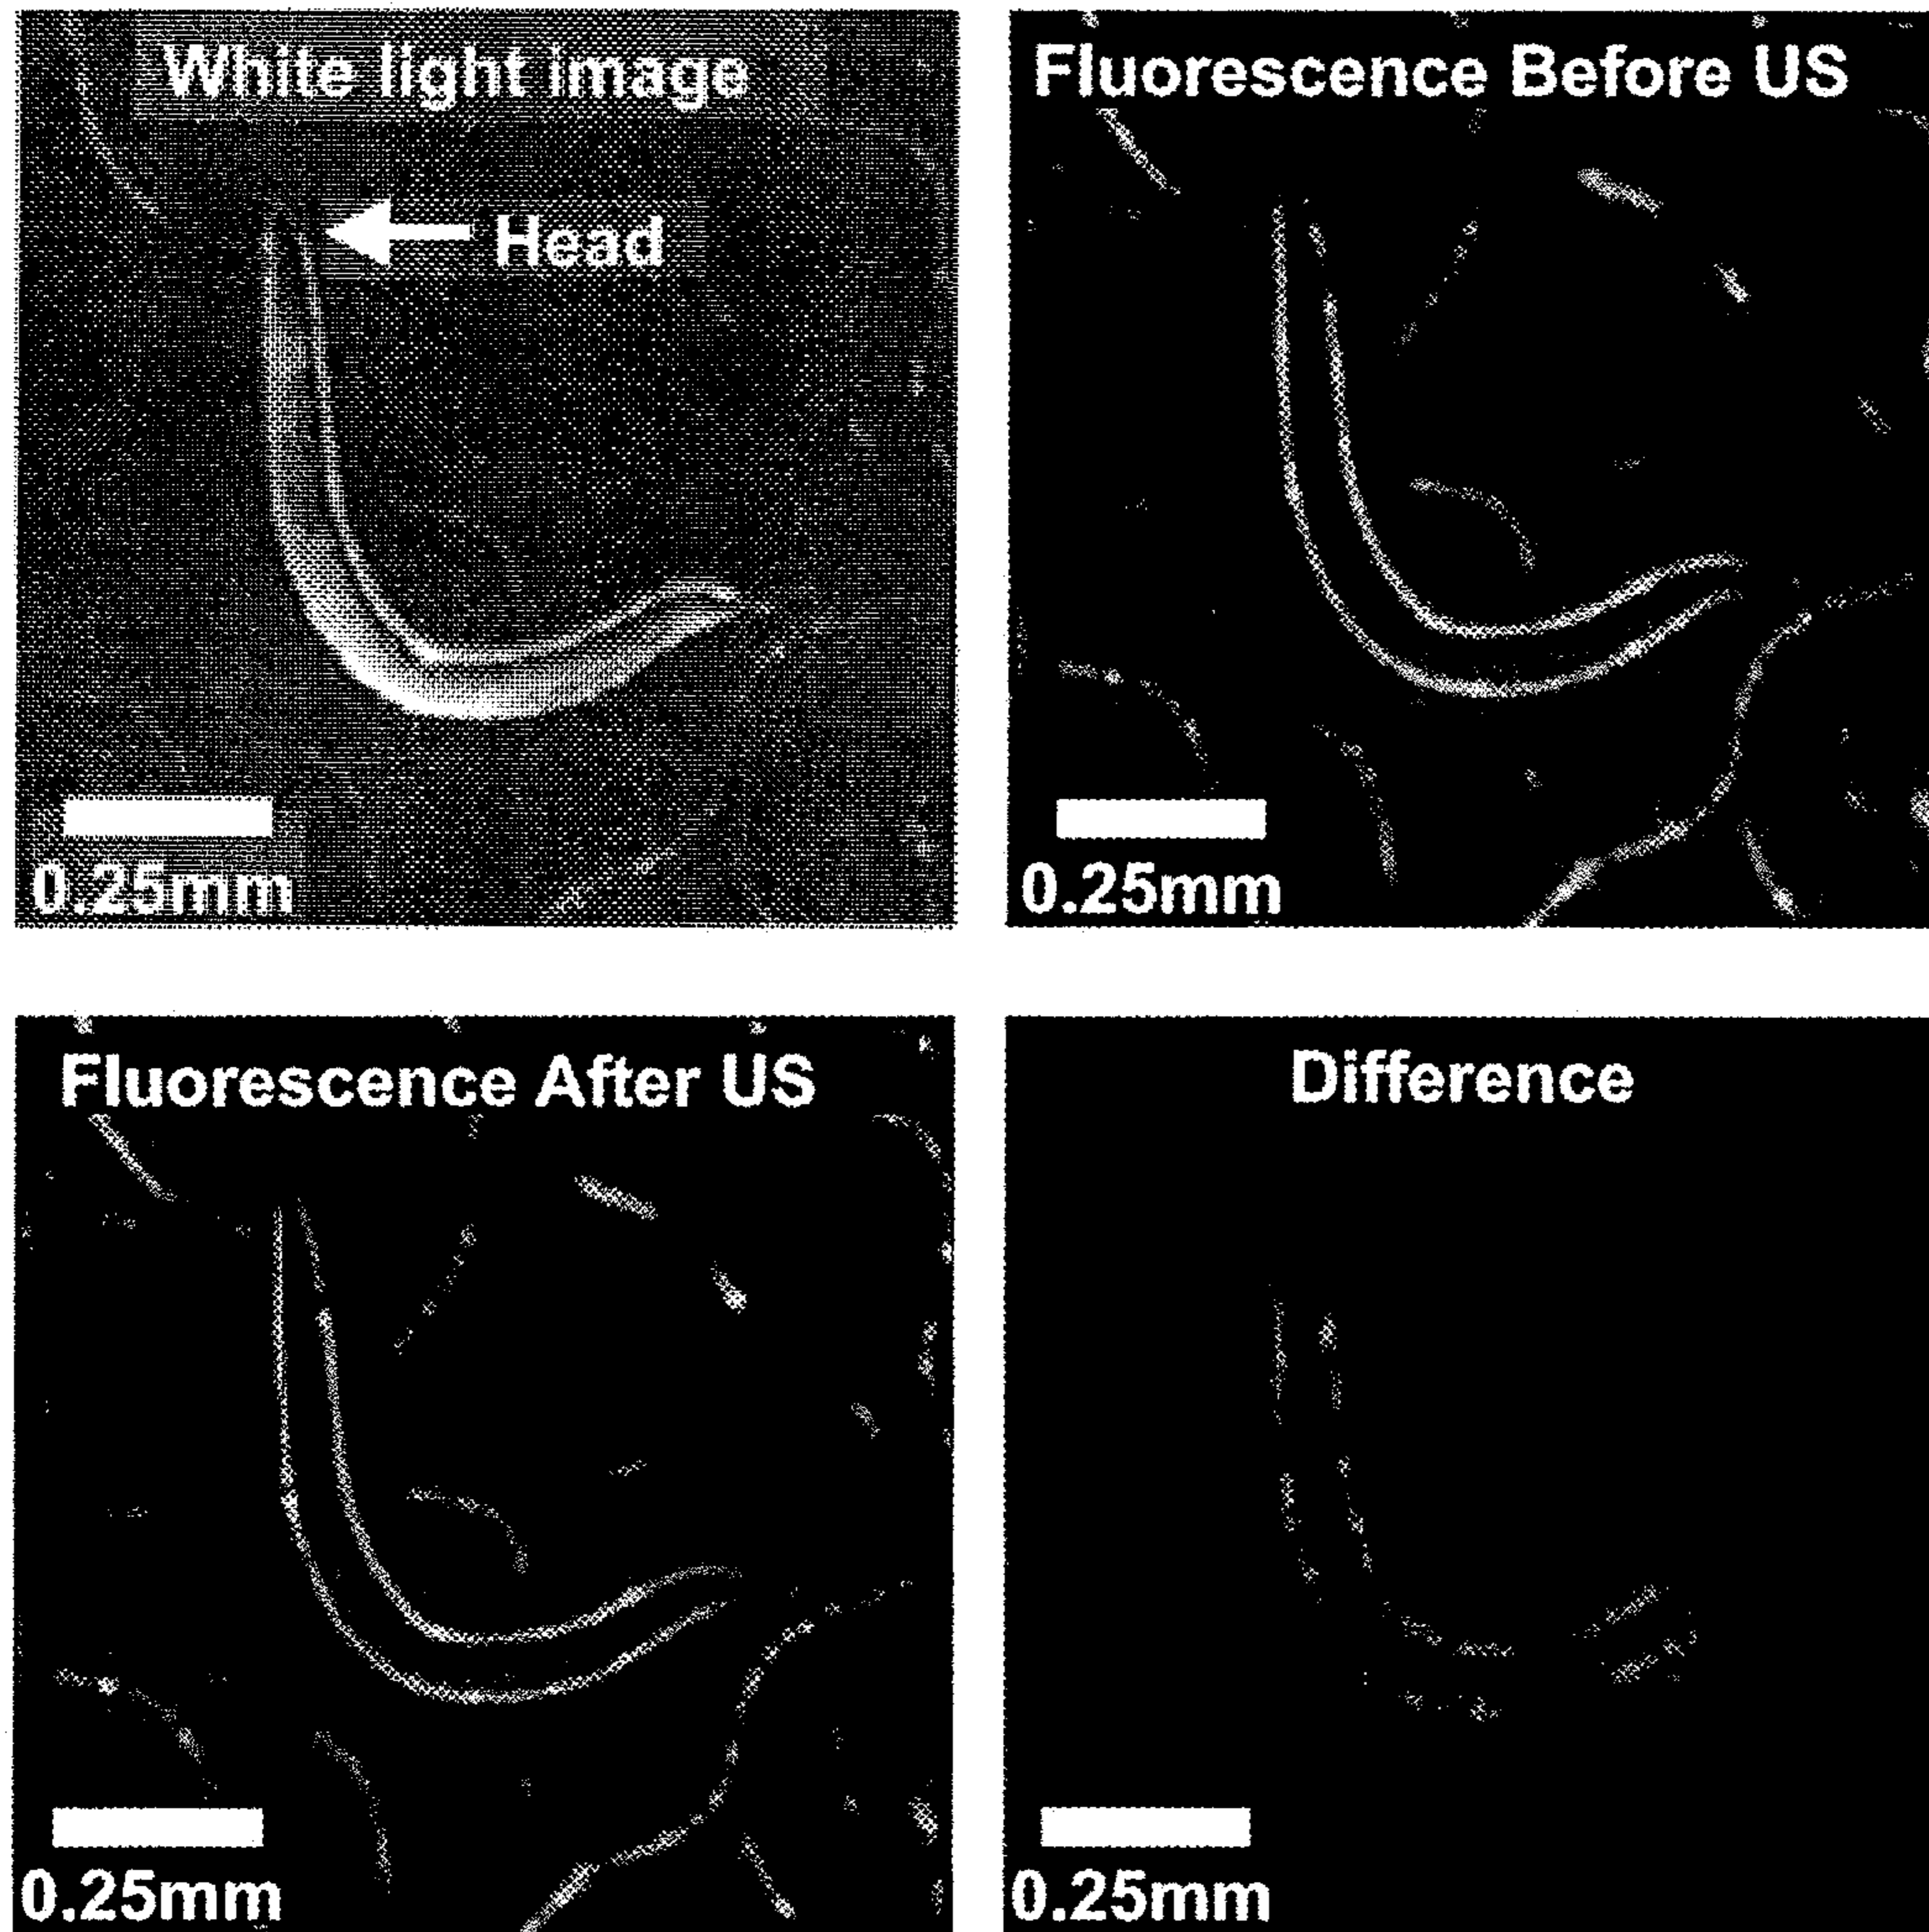 White light image
Head
0.25mm
Fluorescence Before US
0.25mm
Fluorescence After US
0.25mm
Difference
0.25mm